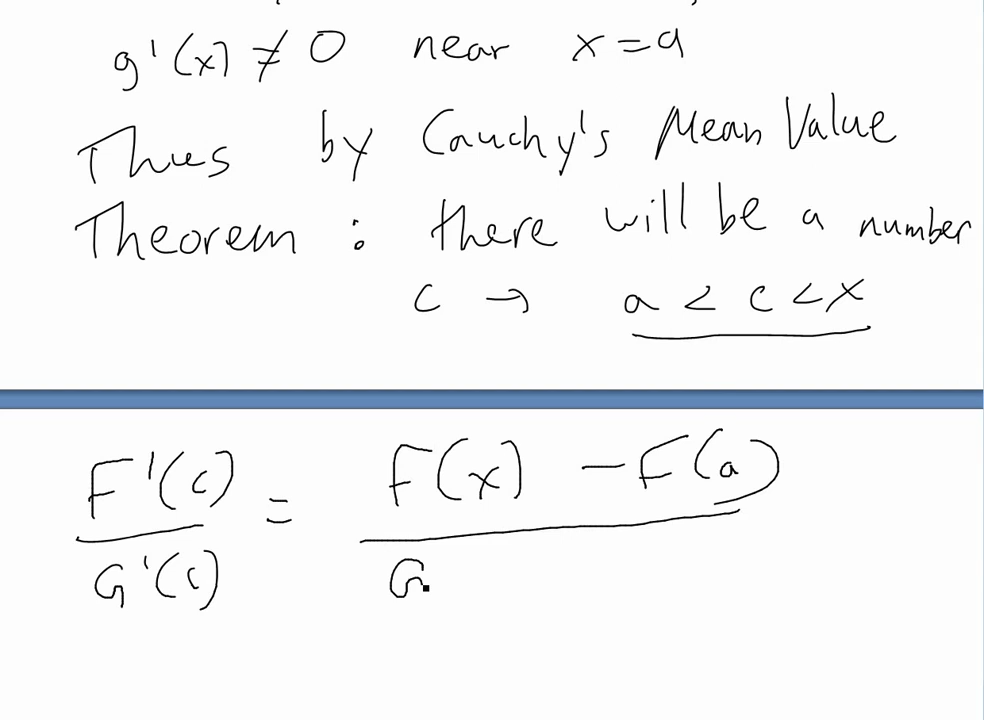 g'(x) ≠ 0 near x = a
Thus by Cauchy's Mean Value
Theorem : there will be a number
c → a < c < x
F'(c) = F(x) - F(a)
G'(c) G